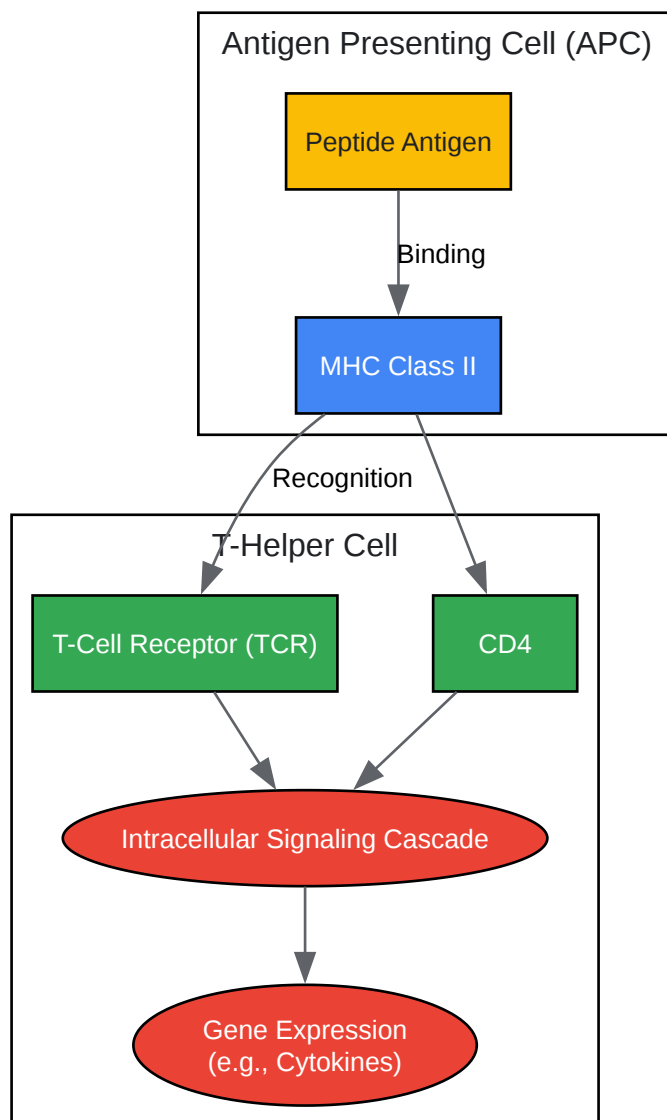 Antigen Presenting Cell (APC)
Peptide Antigen
Binding
MHC Class II
Recognition
T-Helper Cell
T-Cell Receptor (TCR)
CD4
Intracellular Signaling Cascade
Gene Expression
(e.g., Cytokines)